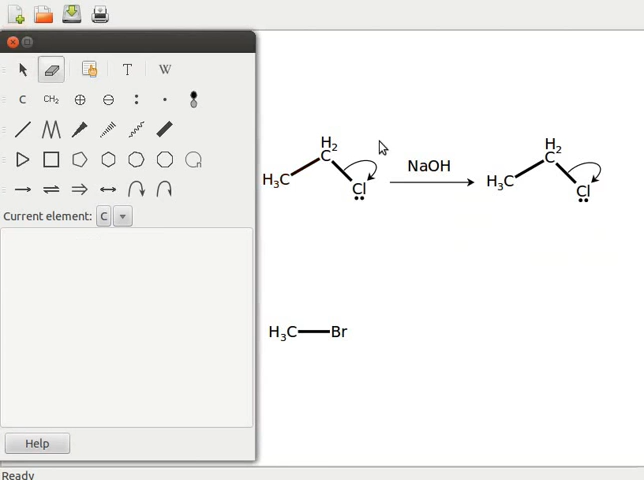 T W
C CH₂
Current element: C
Help
Ready
H₂
C
H₃C
Cl
NaOH
H₂
C
H₃C
Cl
H₃C Br